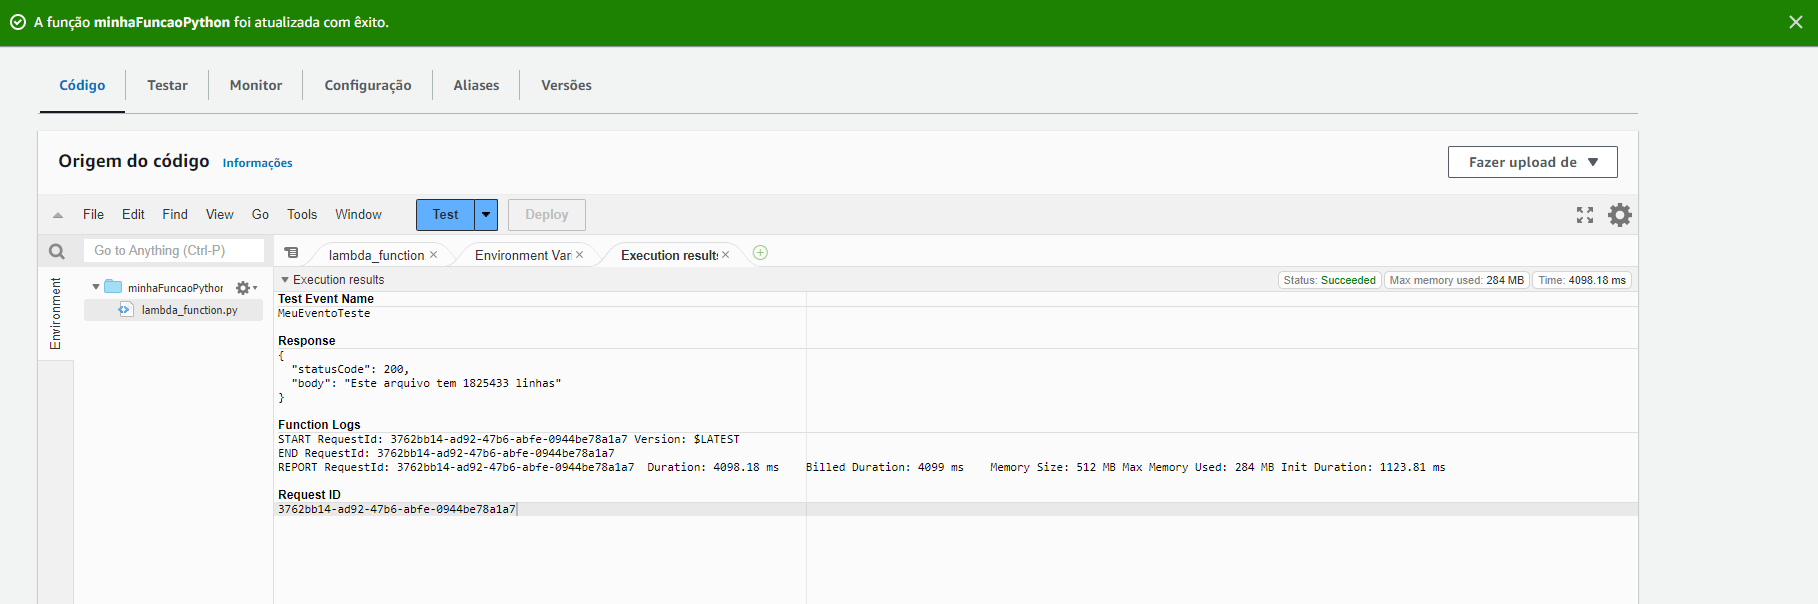 A função minhaFuncaoPython foi atualizada com êxito.
Código Testar Monitor Configuração Aliases Versões
Origem do código Informações Fazer upload de
File Edit Find View Go Tools Window Test Deploy
Go to Anything (Ctrl-P) lambda_function Environment Vari Execution results
Execution results Status: Succeeded Max memory used: 284 MB Time: 4098.18 ms
Environment
minhaFuncaoPython
lambda_function.py
Test Event Name
MeuEventoTeste
Response
{
"statusCode": 200,
"body": "Este arquivo tem 1825433 linhas"
}
Function Logs
START RequestId: 3762bb14-ad92-47b6-abfe-0944be78a1a7 Version: $LATEST
END RequestId: 3762bb14-ad92-47b6-abfe-0944be78a1a7
REPORT RequestId: 3762bb14-ad92-47b6-abfe-0944be78a1a7 Duration: 4098.18 ms Billed Duration: 4099 ms Memory Size: 512 MB Max Memory Used: 284 MB Init Duration: 1123.81 ms
Request ID
3762bb14-ad92-47b6-abfe-0944be78a1a7